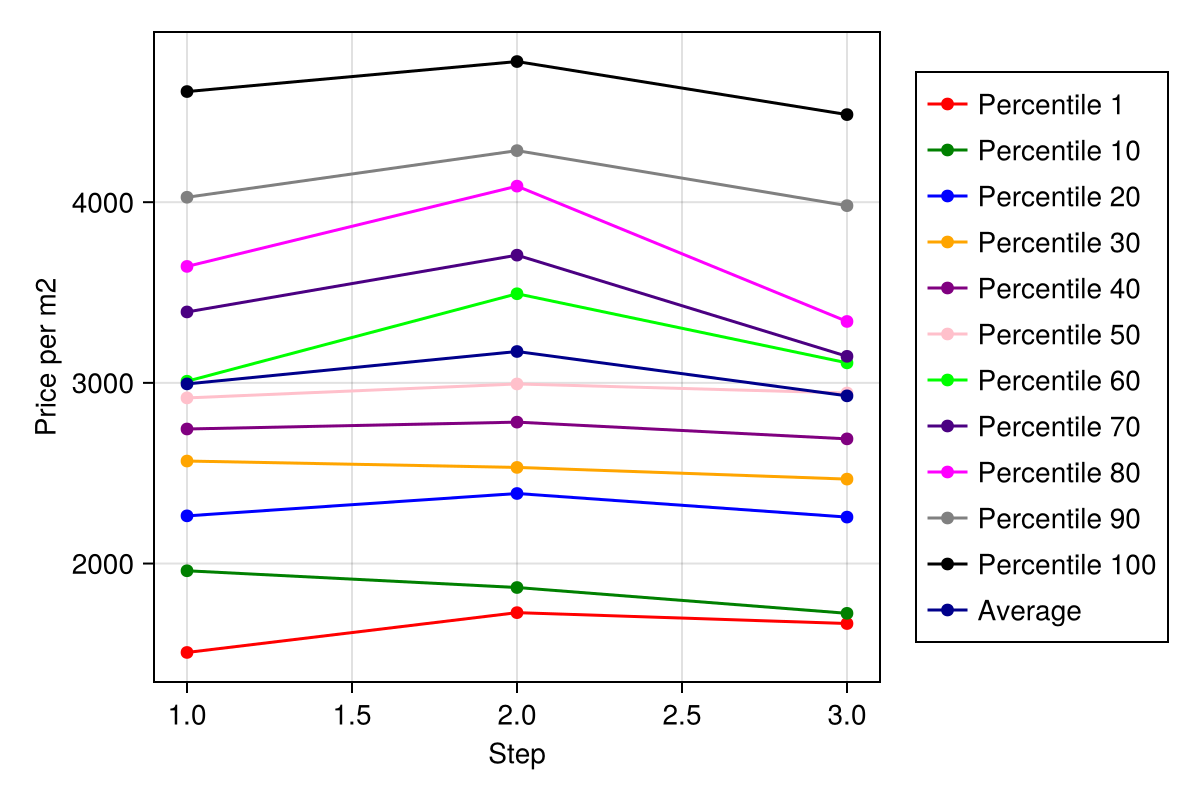 4000
3000
2000
Price per m2
1.0
1.5
2.0
2.5
3.0
Step
Percentile 1
Percentile 10
Percentile 20
Percentile 30
Percentile 40
Percentile 50
Percentile 60
Percentile 70
Percentile 80
Percentile 90
Percentile 100
Average